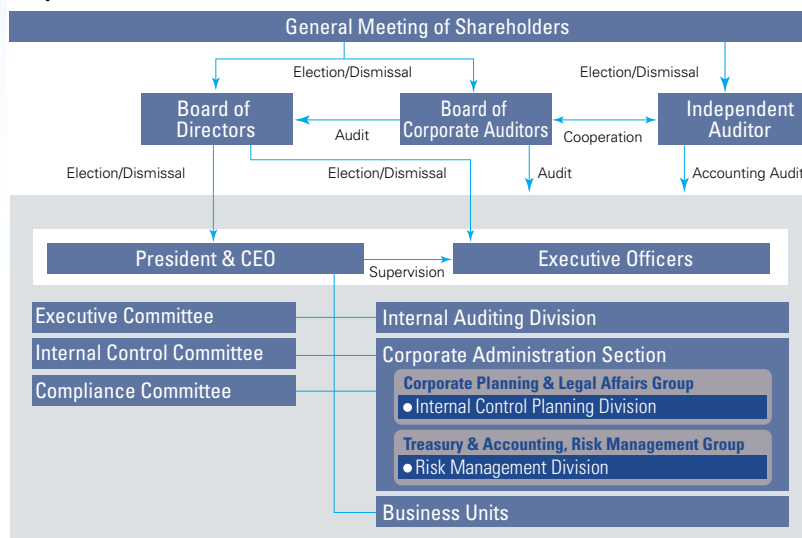 General Meeting of Shareholders
Election/Dismissal
Election/Dismissal
Board of
Directors
Board of
Corporate Auditors
Independent
Auditor
Audit
Cooperation
Election/Dismissal
Election/Dismissal
Audit
Accounting Audit
President & CEO
Supervision
Executive Officers
Executive Committee
Internal Control Committee
Compliance Committee
Internal Auditing Division
Corporate Administration Section
Corporate Planning & Legal Affairs Group
● Internal Control Planning Division
Treasury & Accounting, Risk Management Group
● Risk Management Division
Business Units